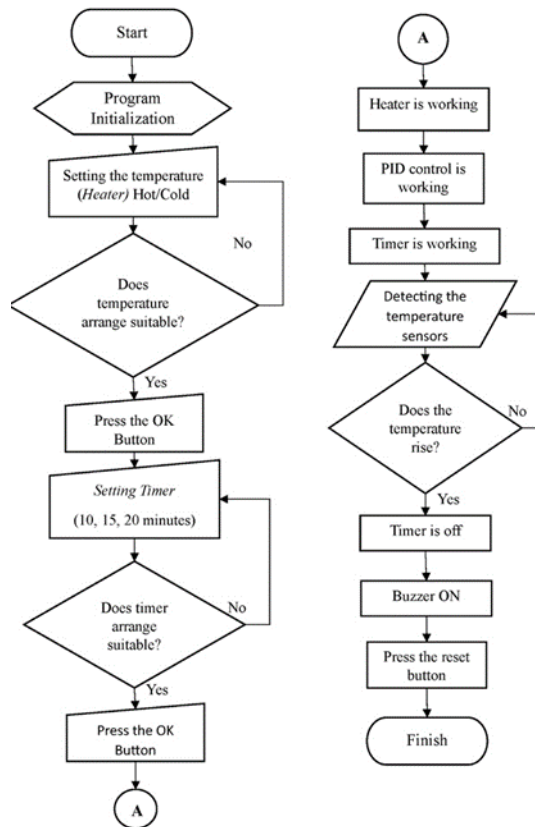 Start
Program
Initialization
Setting the temperature
(Heater) Hot/Cold
No
Does
temperature
arrange suitable?
Yes
Press the OK
Button
Setting Timer
(10, 15, 20 minutes)
Does timer
arrange
suitable?
No
Yes
Press the OK
Button
A
A
Heater is working
PID control is
working
Timer is working
Detecting the
temperature
sensors
Does the
temperature
rise?
No
Yes
Timer is off
Buzzer ON
Press the reset
button
Finish